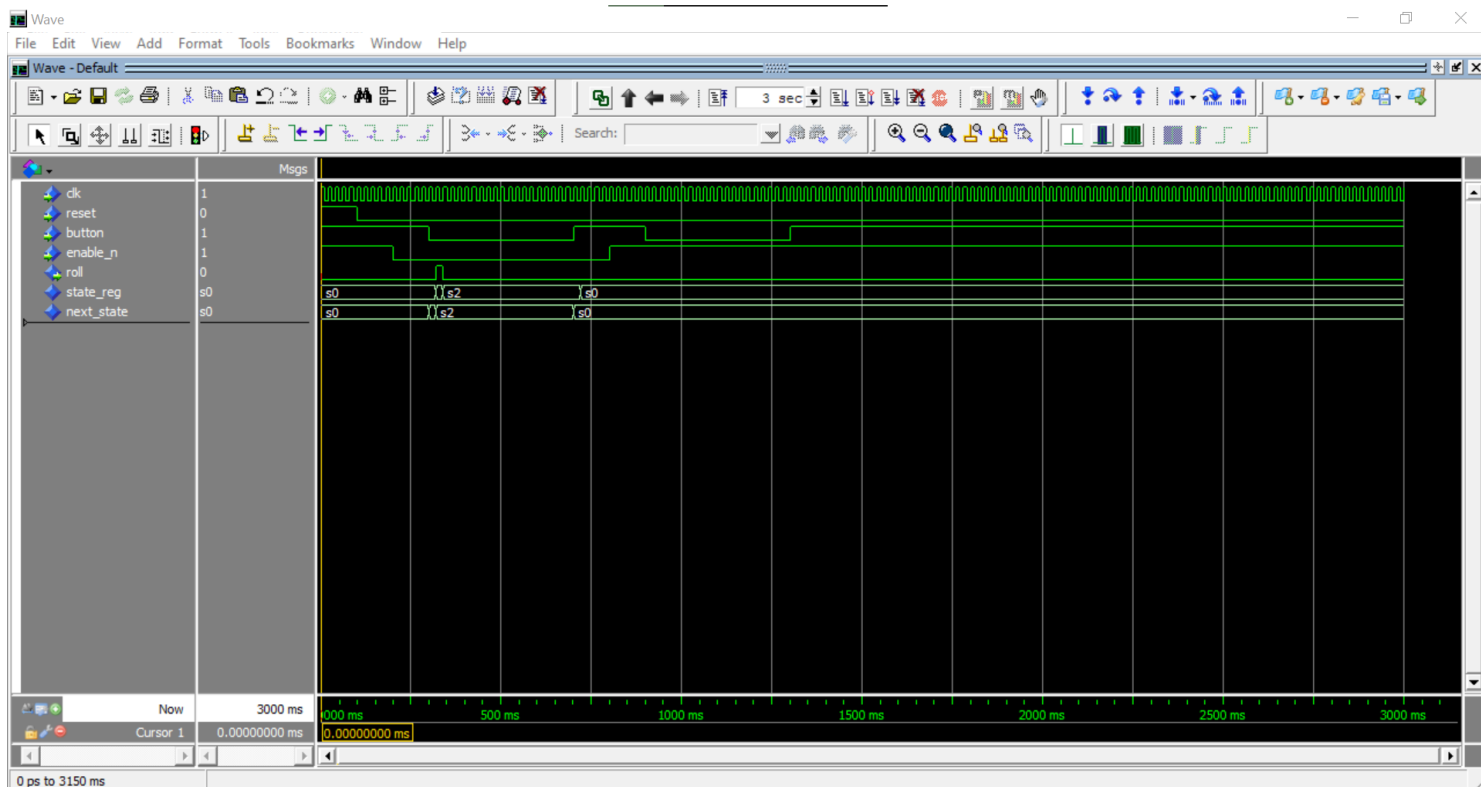 Wave
File Edit View Add Format Tools Bookmarks Window Help
Wave - Default
3 sec
Search:
Msgs
clk 1
reset 0
button 1
enable_n 1
roll 0
state_reg s0 s0 s2 s0
next_state s0 s0 s2 s0
Now 3000 ms 000 ms 500 ms 1000 ms 1500 ms 2000 ms 2500 ms 3000 ms
Cursor 1 0.00000000 ms 0.00000000 ms
0 ps to 3150 ms